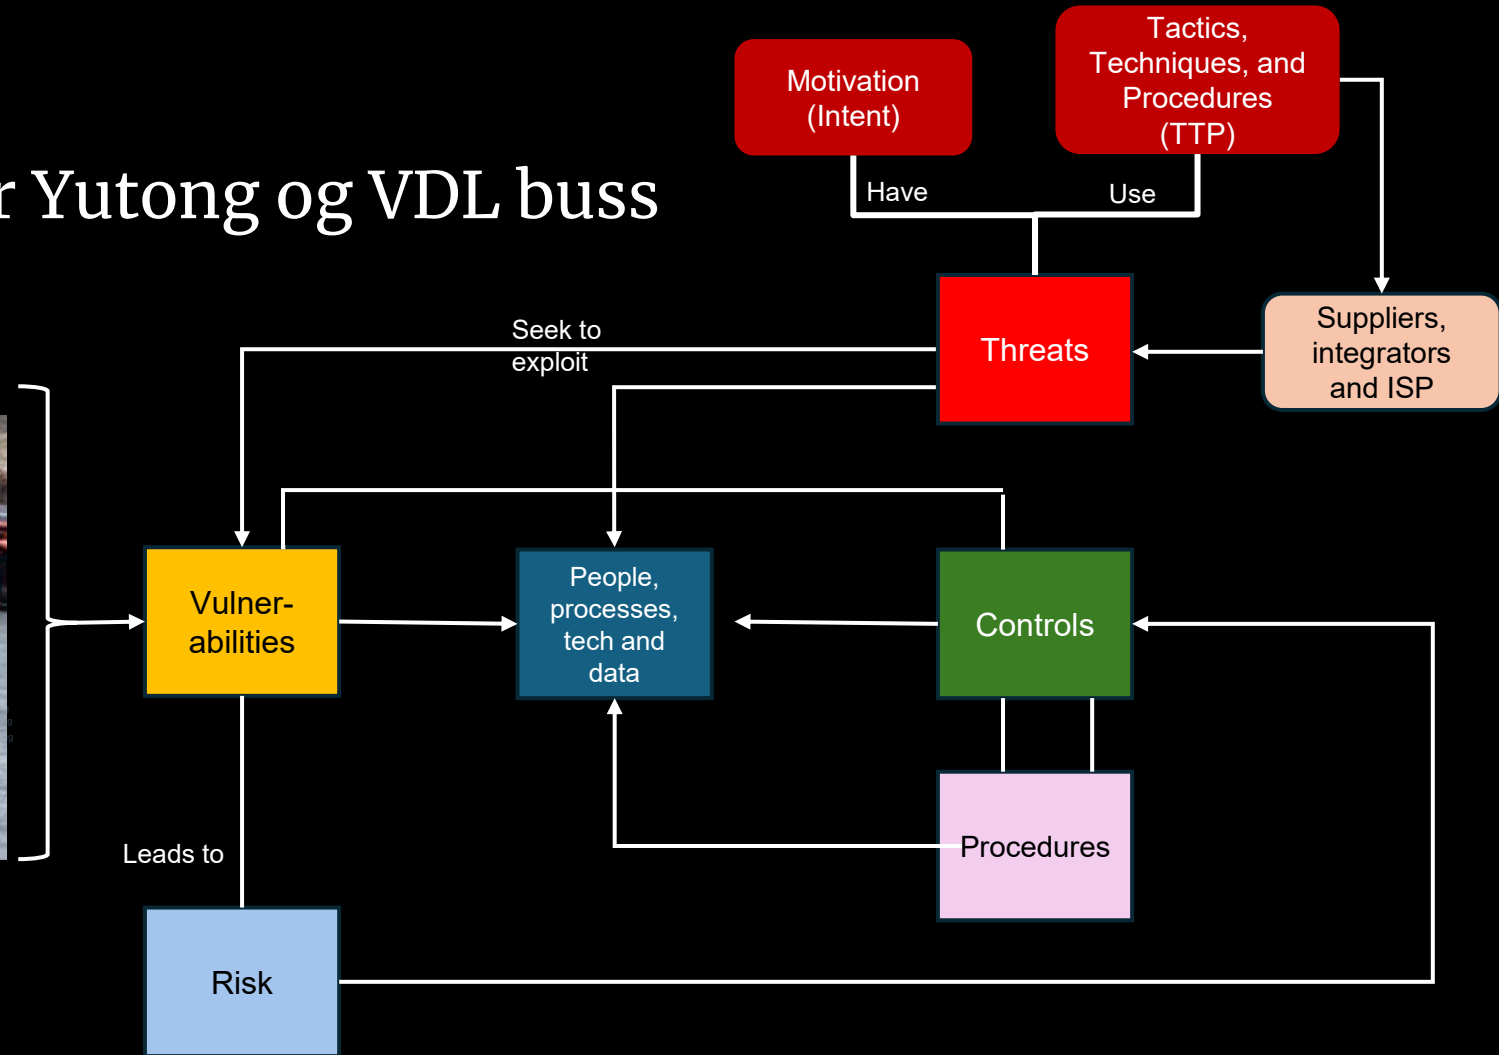 Tactics,
Techniques, and
Procedures
(TTP)
Motivation
(Intent)
r Yutong og VDL buss
Have
Use
Seek to
exploit
Threats
Suppliers,
integrators
and ISP
Vulner-
abilities
People,
processes,
tech and
data
Controls
Leads to
Procedures
Risk